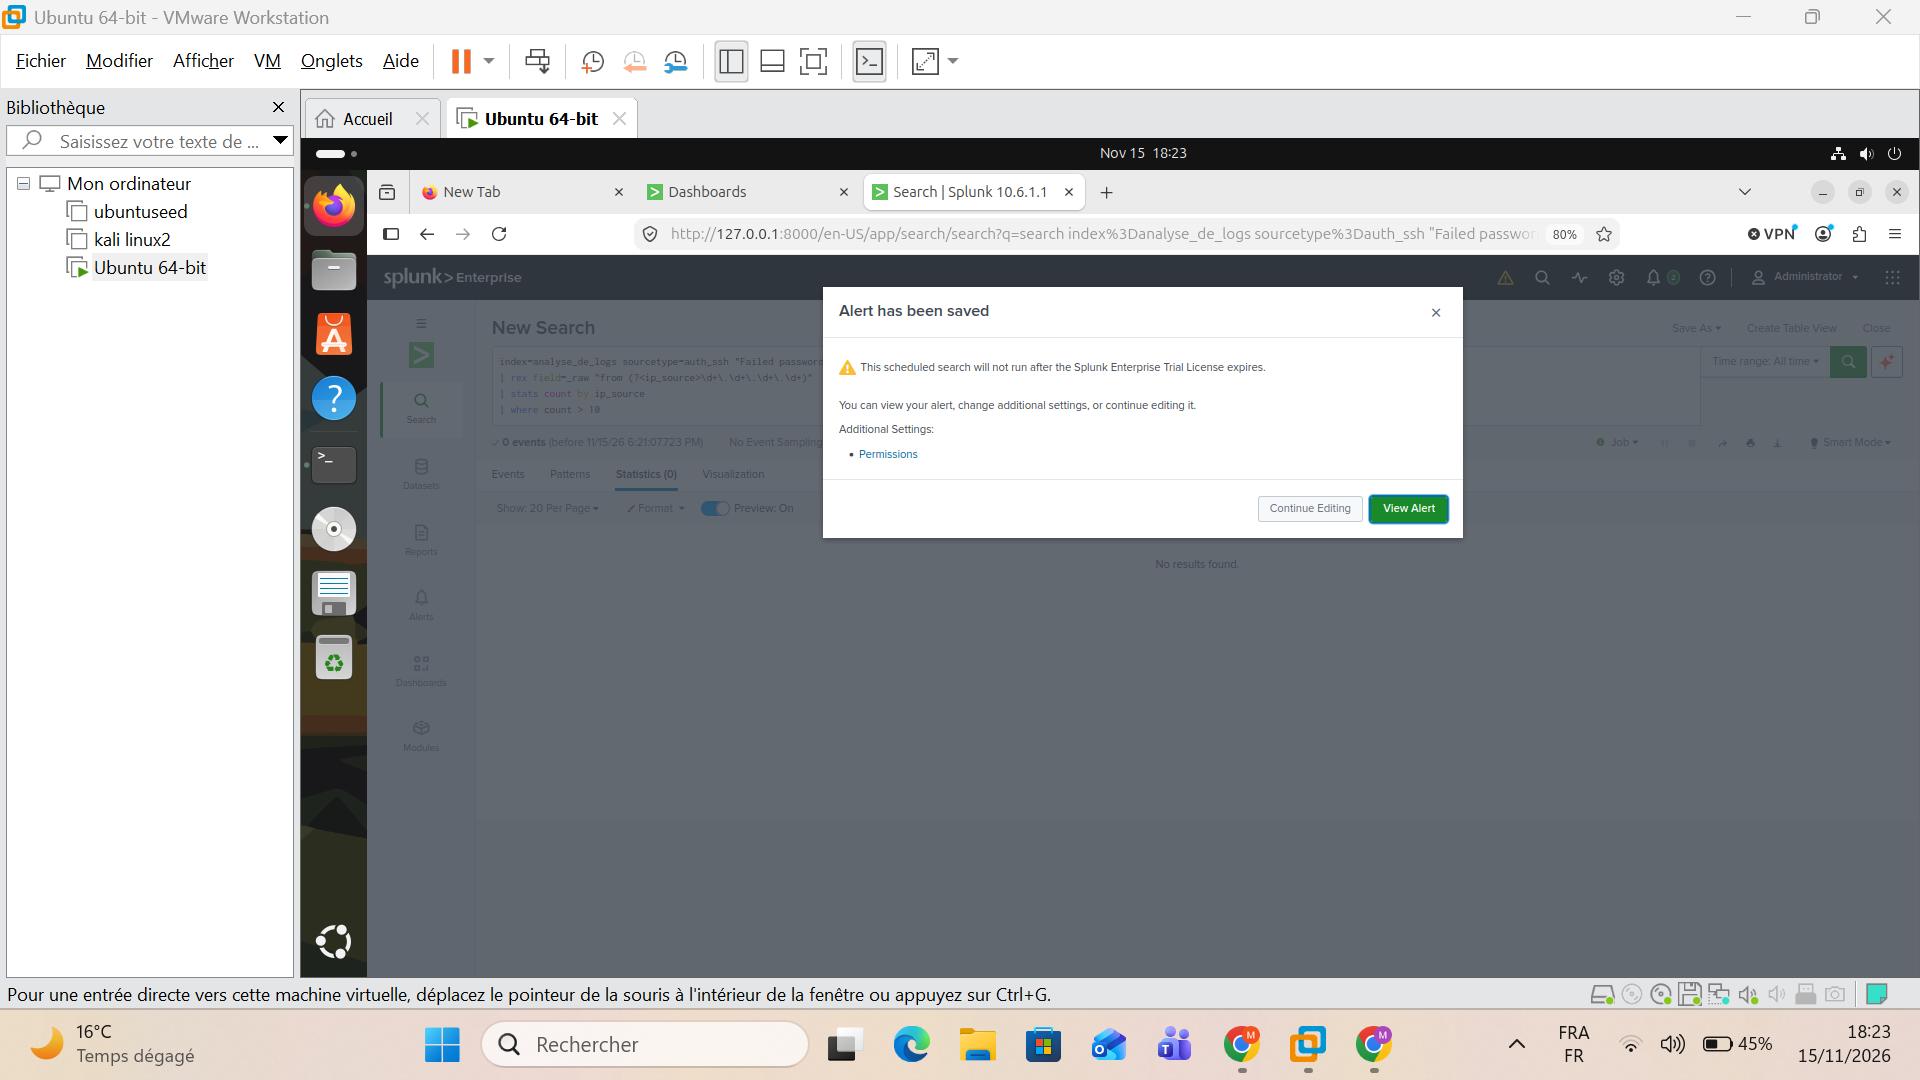 Ubuntu 64-bit - VMware Workstation
Fichier Modifier Afficher VM Onglets Aide
Bibliothèque
Saisissez votre texte de ...
Mon ordinateur
ubuntuseed
kali linux2
Ubuntu 64-bit
Accueil
Ubuntu 64-bit
Nov 15 18:23
New Tab
Dashboards
Search | Splunk 10.6.1.1
http://127.0.0.1:8000/en-US/app/search/search?q=search index%3Danalyse_de_logs sourcetype%3Dauth_ssh "Failed passwor
80%
VPN
splunk>Enterprise
2
Administrator
Search
Datasets
Reports
Alerts
Dashboards
Modules
New Search
Save As
Create Table View
Close
index=analyse_de_logs sourcetype=auth_ssh "Failed password
| rex field=_raw "from (?<ip_source>\d+\.\d+\.\d+\.\d+)"
| stats count by ip_source
| where count > 10
Time range: All time
0 events (before 11/15/26 6:21:07.723 PM)
No Event Sampling
Job
Smart Mode
Events Patterns Statistics (0) Visualization
Show: 20 Per Page
Format
Preview: On
No results found.
Alert has been saved
This scheduled search will not run after the Splunk Enterprise Trial License expires.
You can view your alert, change additional settings, or continue editing it.
Additional Settings:
• Permissions
Continue Editing
View Alert
Pour une entrée directe vers cette machine virtuelle, déplacez le pointeur de la souris à l'intérieur de la fenêtre ou appuyez sur Ctrl+G.
16°C
Temps dégagé
Rechercher
M
M
FRA
FR
45%
18:23
15/11/2026